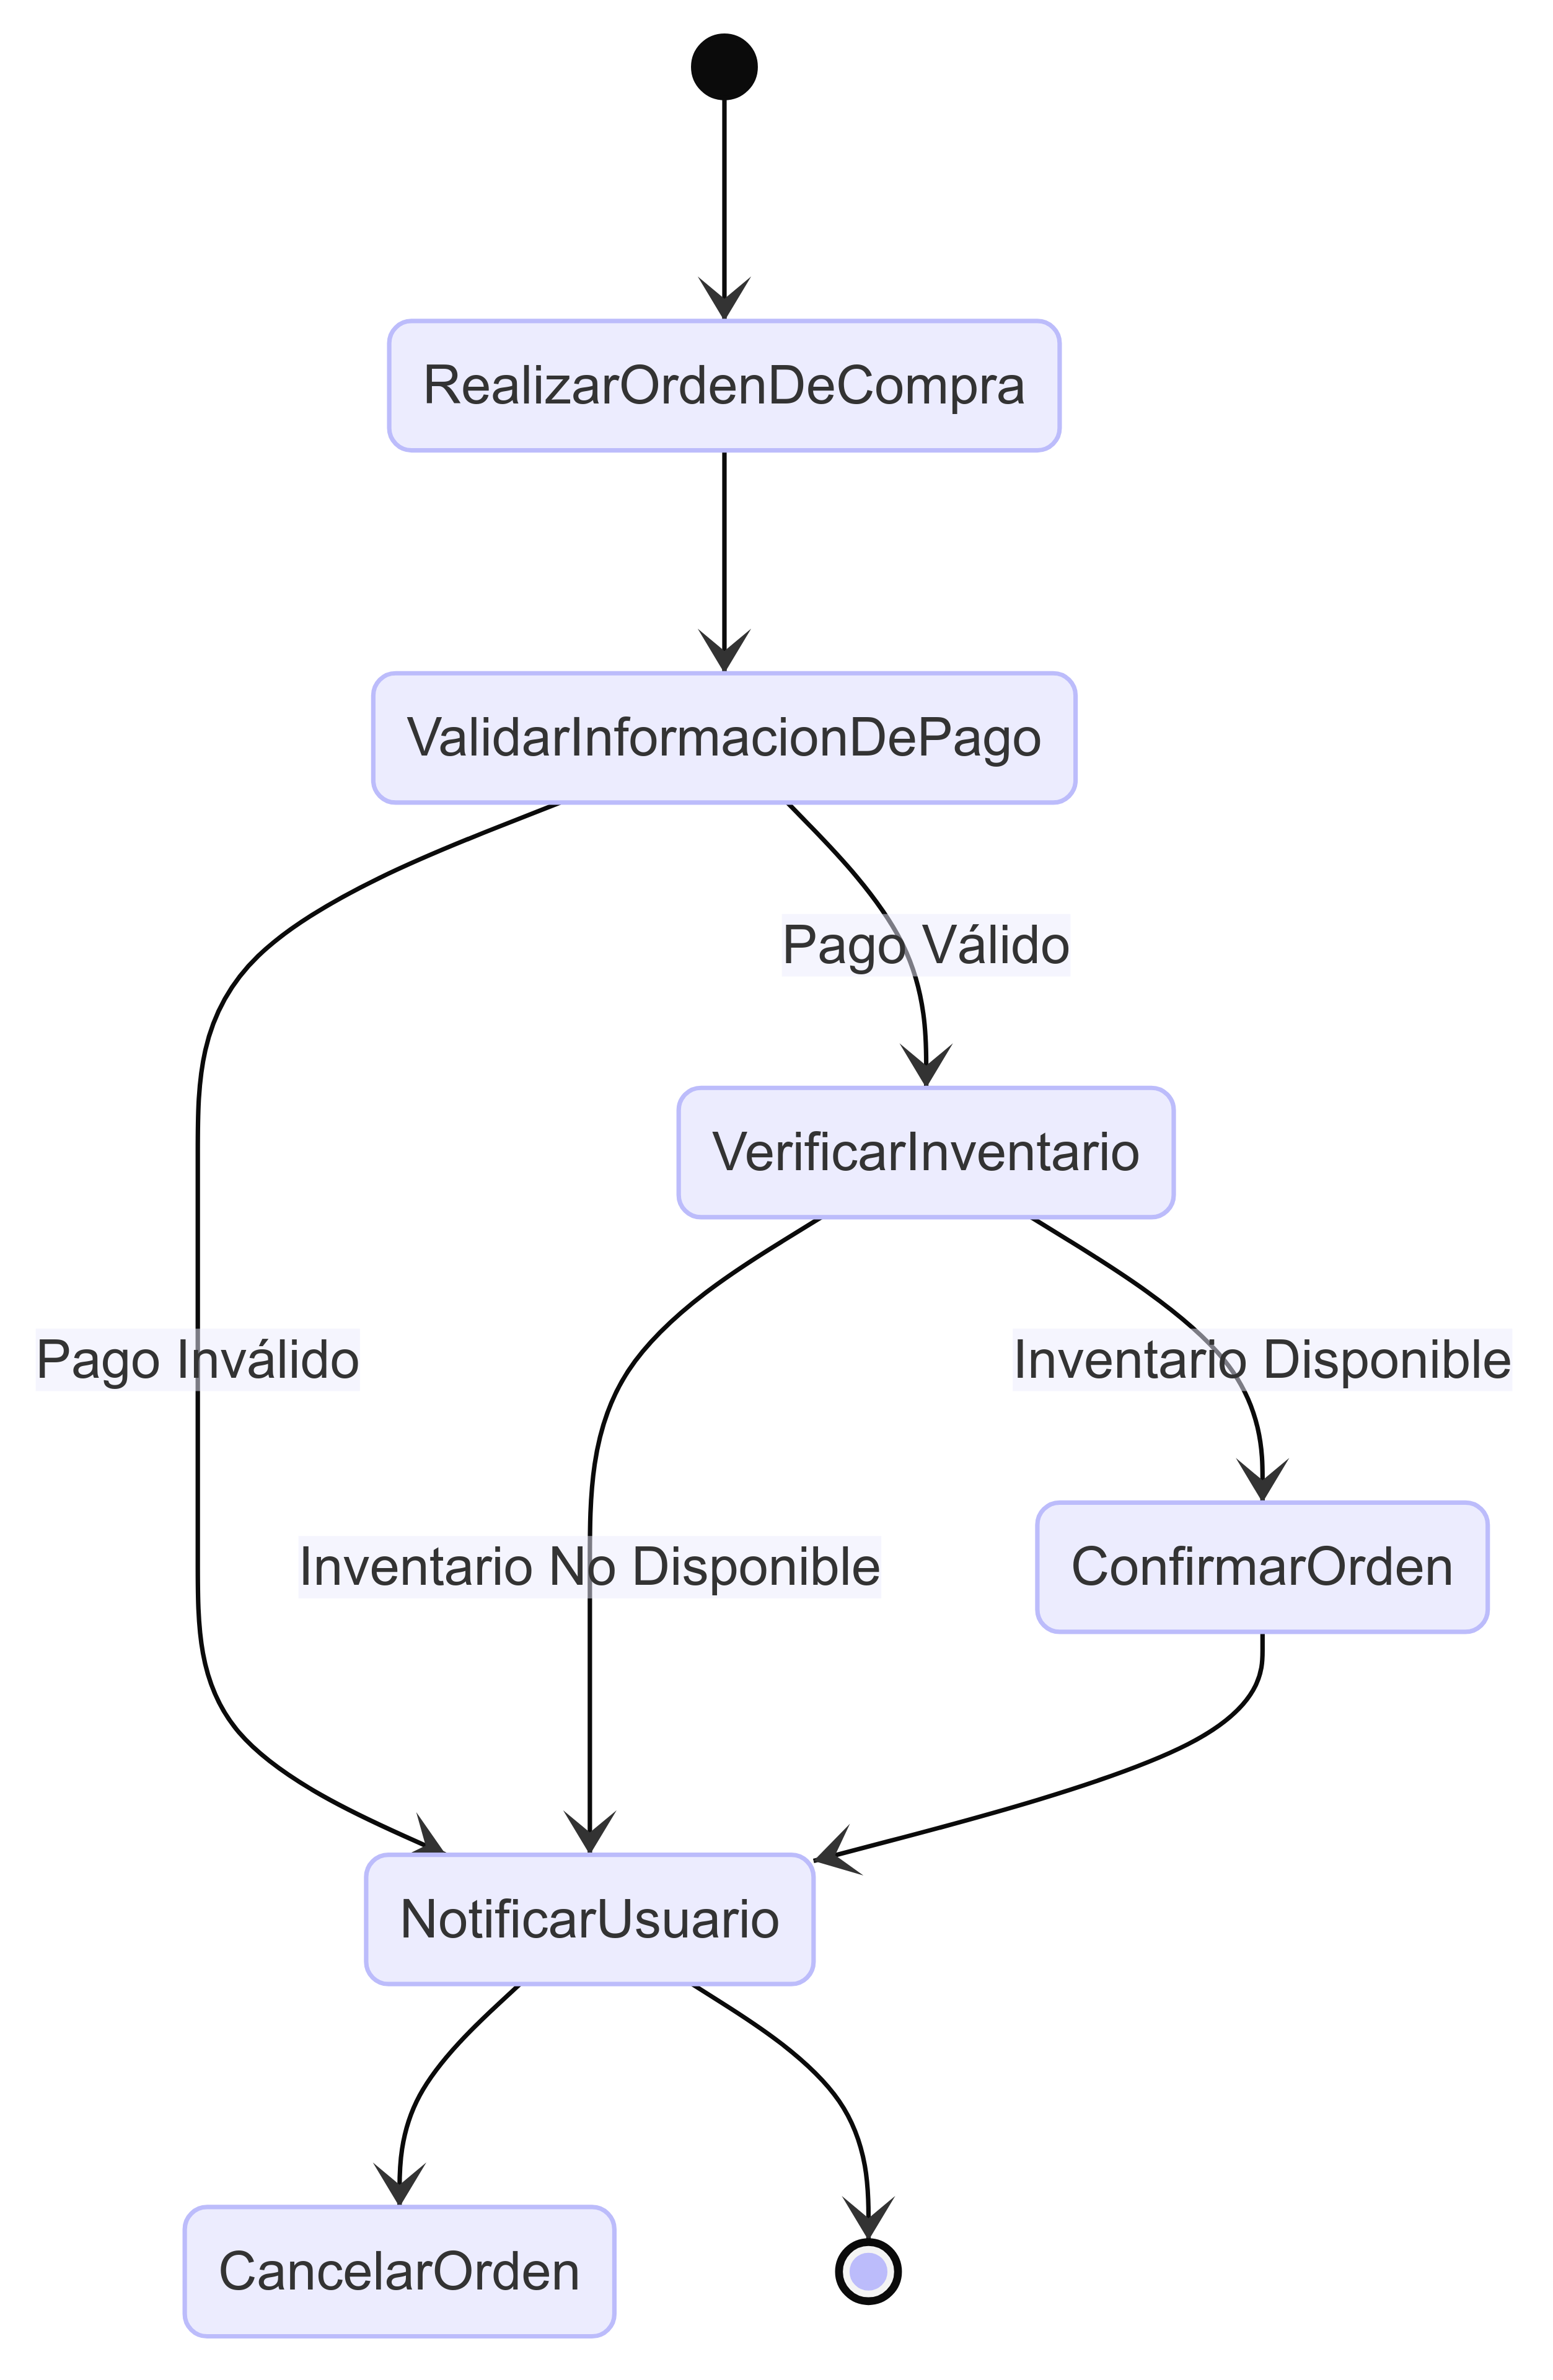 RealizarOrdenDeCompra
ValidarInformacionDePago
Pago Válido
VerificarInventario
Pago Inválido
Inventario Disponible
Inventario No Disponible
ConfirmarOrden
NotificarUsuario
CancelarOrden